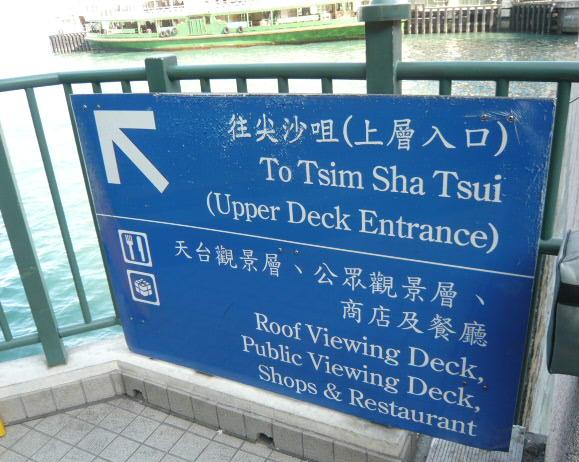 往尖沙咀(上層入口)
To Tsim Sha Tsui
(Upper Deck Entrance)
天台觀景層、公眾觀景層、
商店及餐廳
Roof Viewing Deck,
Public Viewing Deck,
Shops & Restaurant